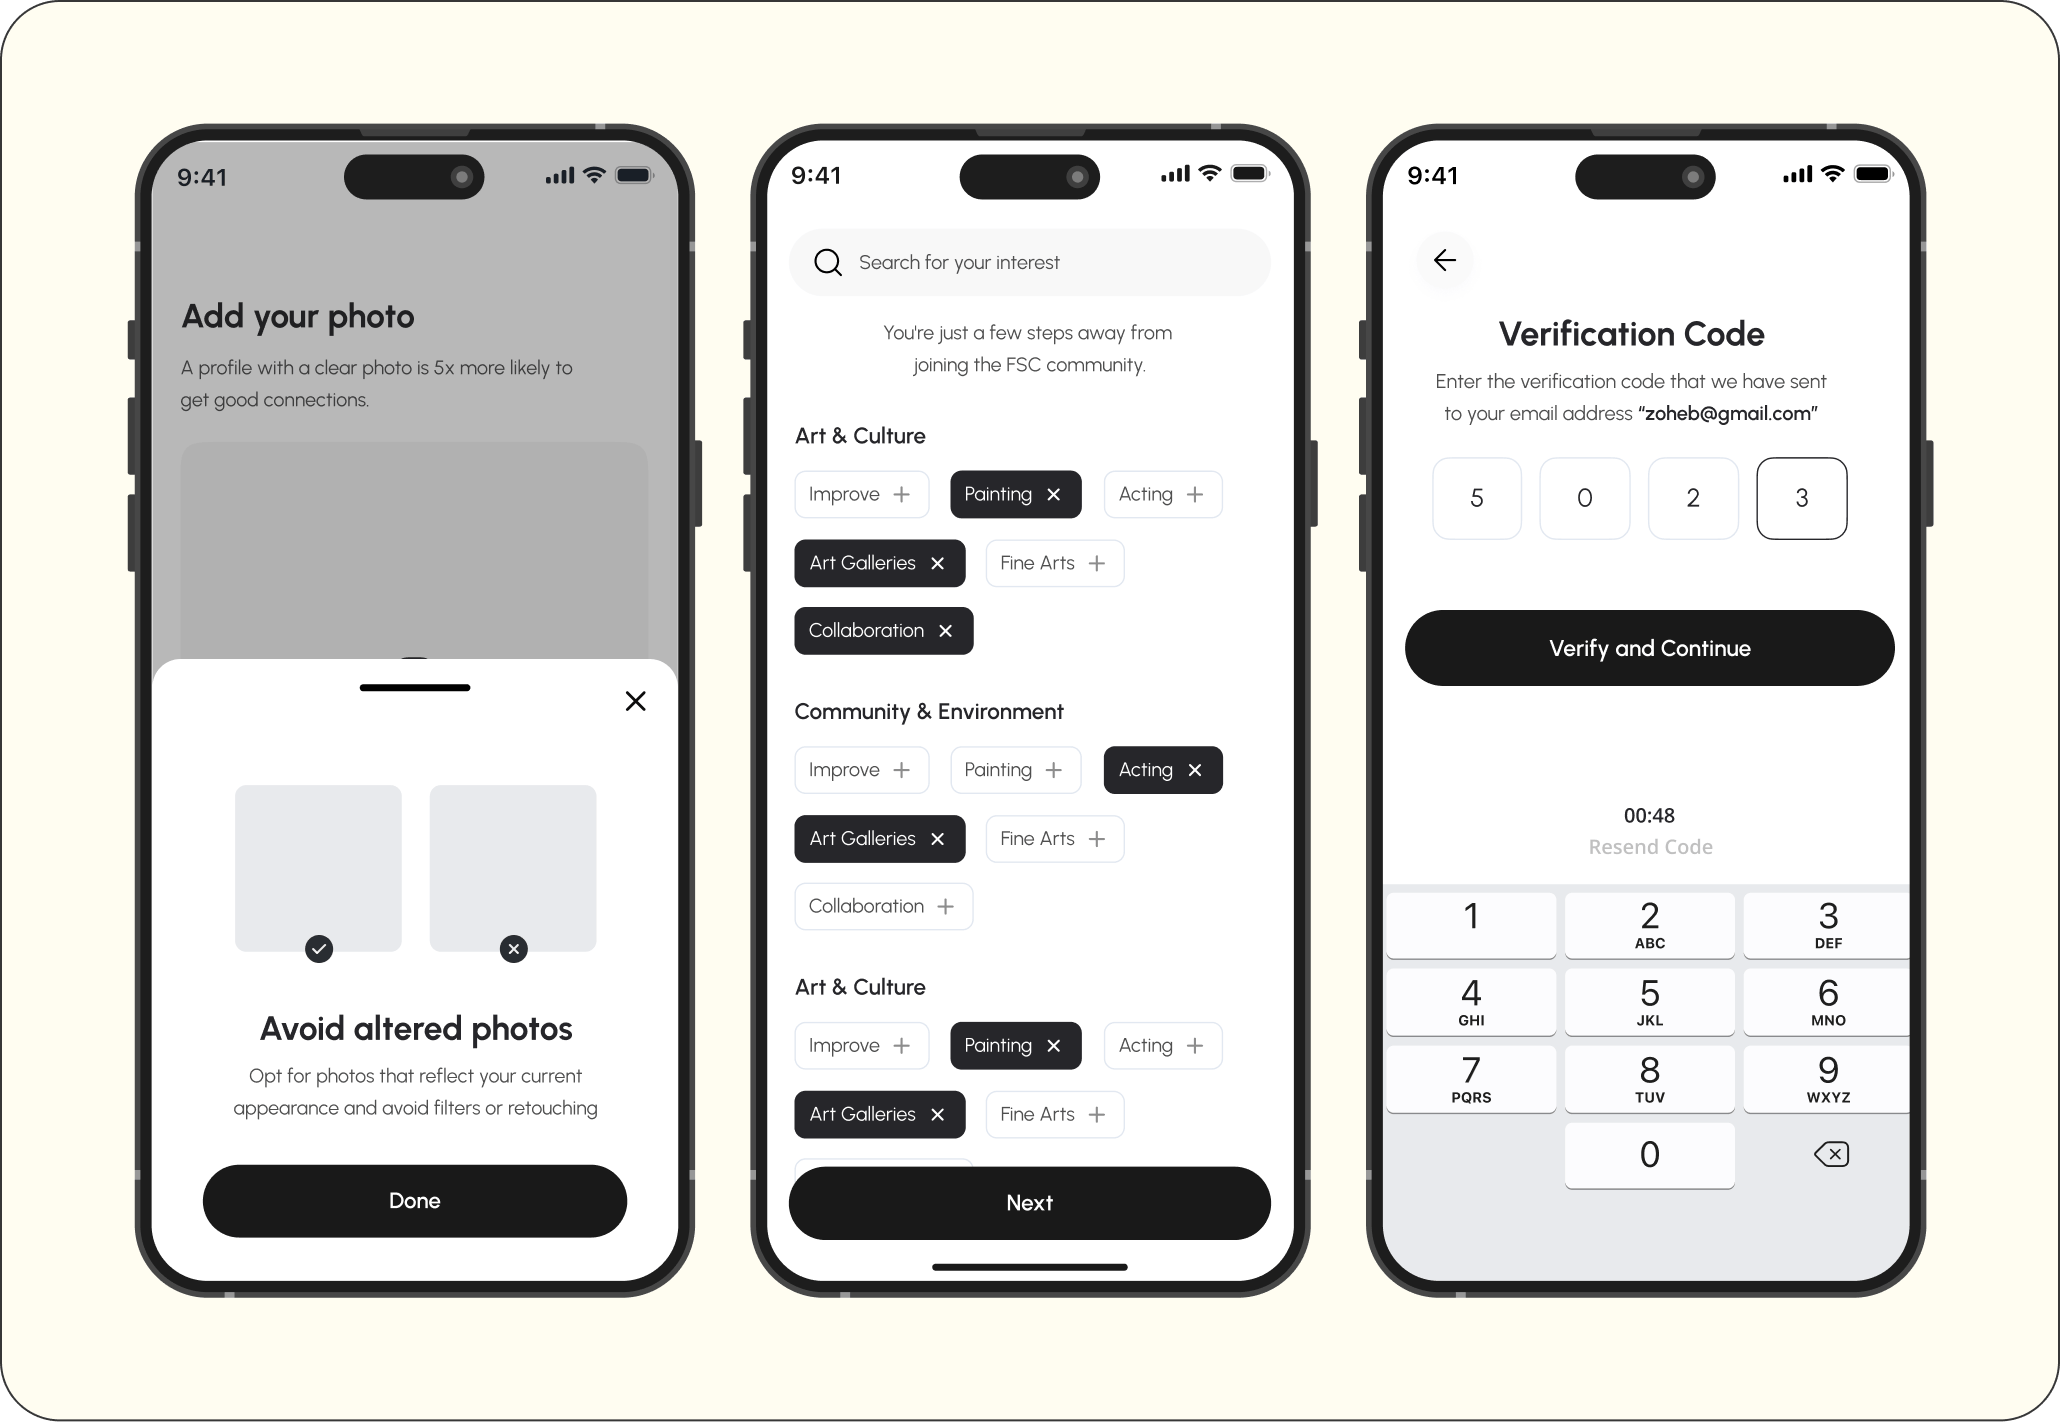 9:41
Add your photo
A profile with a clear photo is 5x more likely to
get good connections.
Avoid altered photos
Opt for photos that reflect your current
appearance and avoid filters or retouching
Done
9:41
Search for your interest
You're just a few steps away from
joining the FSC community.
Art & Culture
Improve Painting Acting
Art Galleries Fine Arts
Collaboration
Community & Environment
Improve Painting Acting
Art Galleries Fine Arts
Collaboration
Art & Culture
Improve Painting Acting
Art Galleries Fine Arts
Next
9:41
Verification Code
Enter the verification code that we have sent
to your email address “zoheb@gmail.com”
5 0 2 3
Verify and Continue
00:48
Resend Code
1 2 3
ABC DEF
4 5 6
GHI JKL MNO
7 8 9
PQRS TUV WXYZ
0